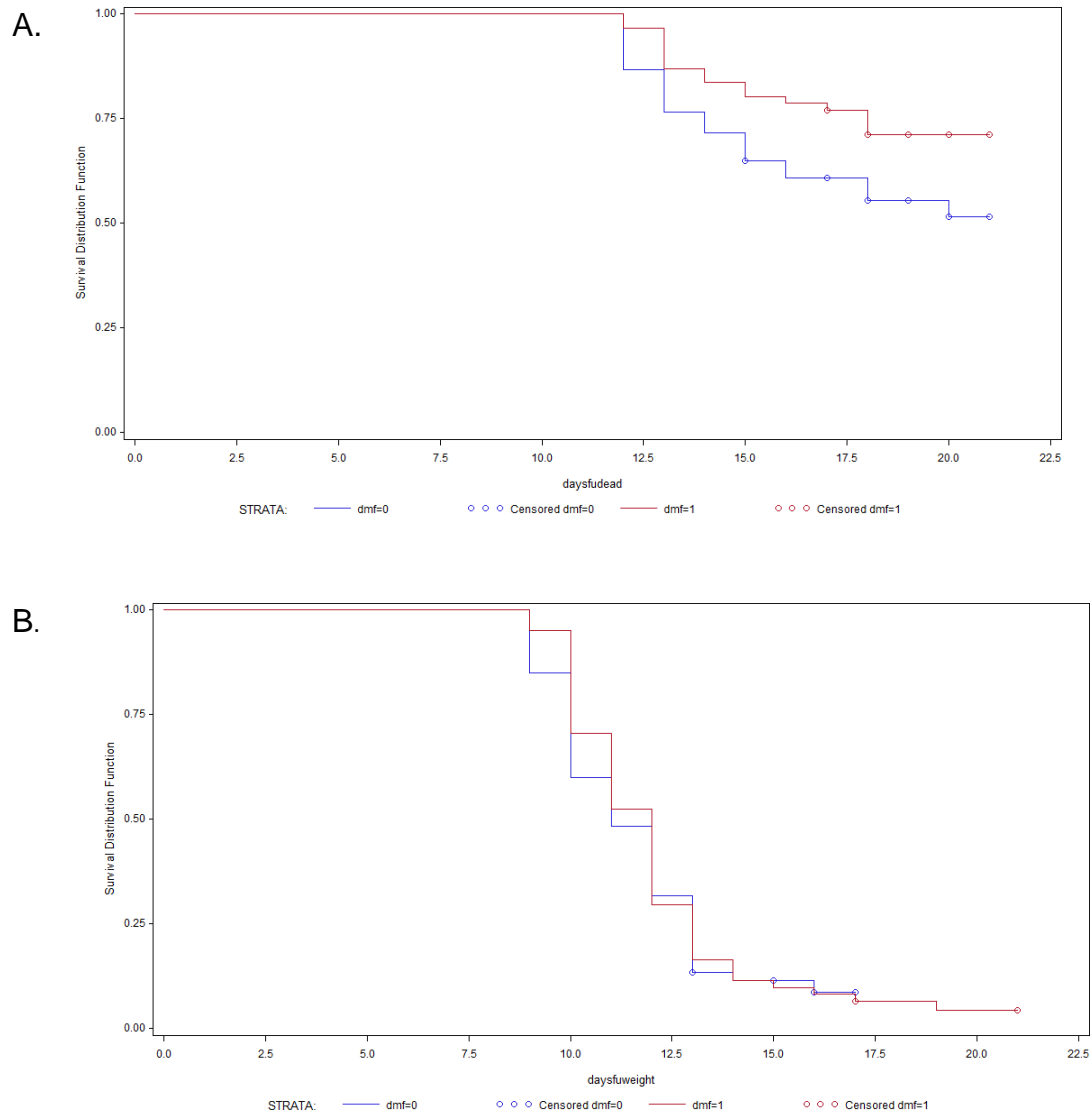 A.
1.00
0.75
0.50
0.25
0.00
Survival Distribution Function
0.0 2.5 5.0 7.5 10.0 12.5 15.0 17.5 20.0 22.5
daysfudead
STRATA: dmf=0 Censored dmf=0 dmf=1 Censored dmf=1
B.
1.00
0.75
0.50
0.25
0.00
Survival Distribution Function
0.0 2.5 5.0 7.5 10.0 12.5 15.0 17.5 20.0 22.5
daysfuweight
STRATA: dmf=0 Censored dmf=0 dmf=1 Censored dmf=1